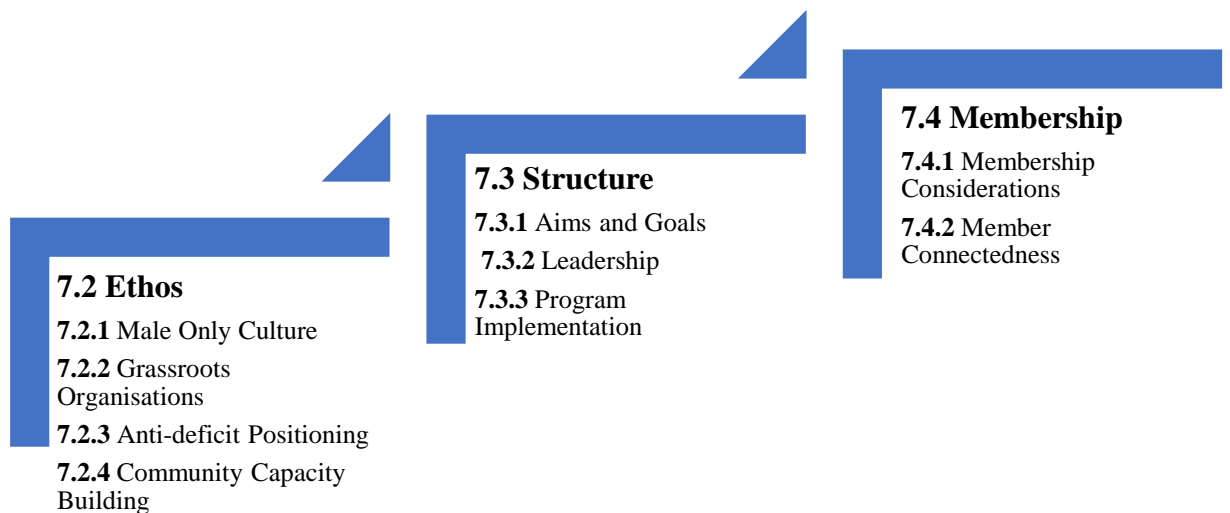 7.2 Ethos
7.2.1 Male Only Culture
7.2.2 Grassroots
Organisations
7.2.3 Anti-deficit Positioning
7.2.4 Community Capacity
Building
7.3 Structure
7.3.1 Aims and Goals
7.3.2 Leadership
7.3.3 Program
Implementation
7.4 Membership
7.4.1 Membership
Considerations
7.4.2 Member
Connectedness